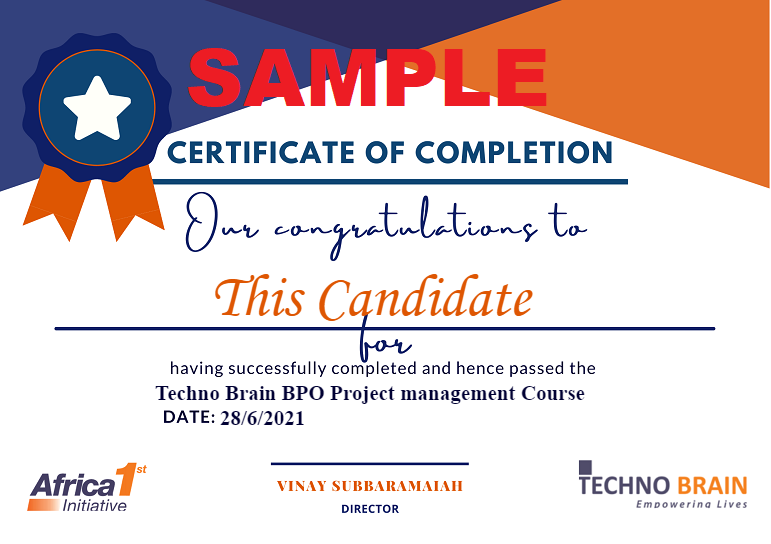 SAMPLE
CERTIFICATE OF COMPLETION
Our congratulations to
This Candidate
for
having successfully completed and hence passed the
Techno Brain BPO Project management Course
DATE: 28/6/2021
Africa 1st
Initiative
VINAY SUBBARAMAIAH
DIRECTOR
TECHNO BRAIN
Empowering Lives